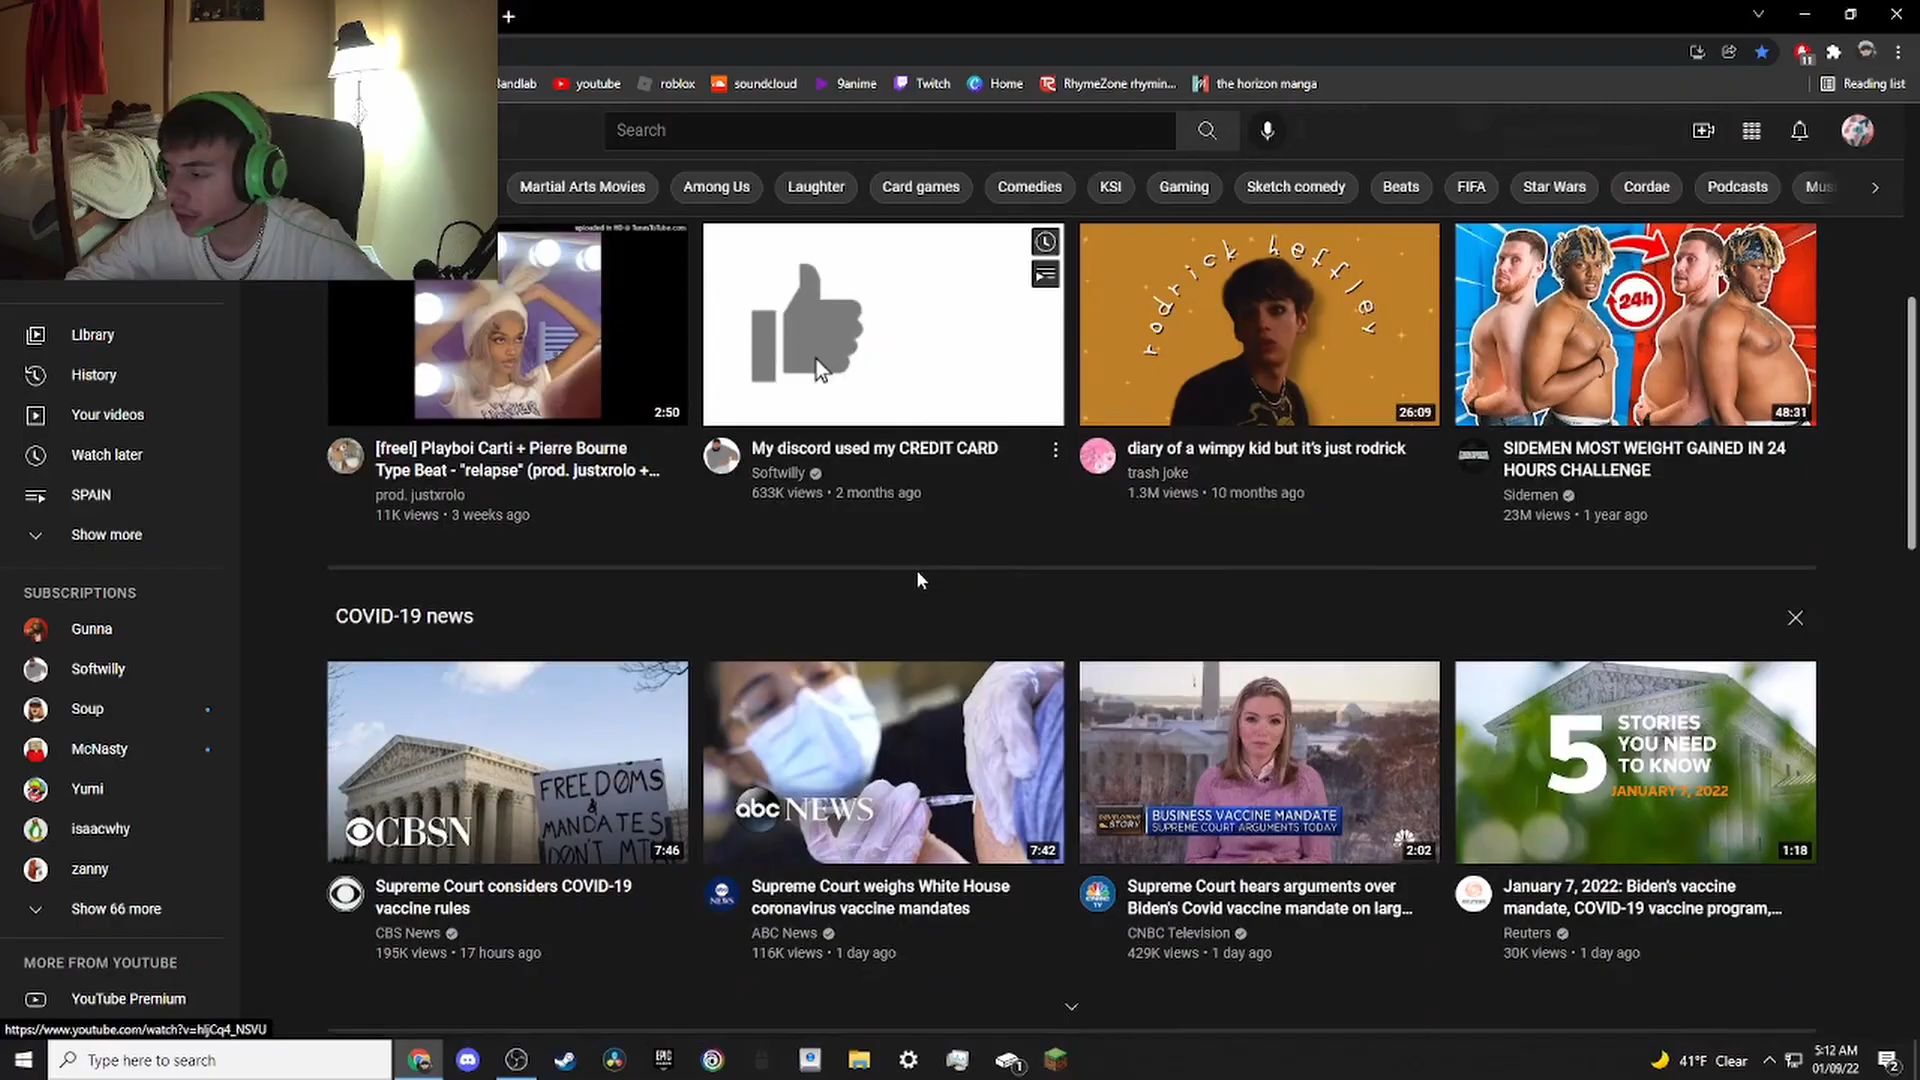 Bandlab
youtube
roblox
soundcloud
9anime
Twitch
Home
RhymeZone rhymin...
the horizon manga
Reading list
11
Search
Martial Arts Movies
Among Us
Laughter
Card games
Comedies
KSI
Gaming
Sketch comedy
Beats
FIFA
Star Wars
Cordae
Podcasts
Mus
uploaded in HD @ TunesToTube.com
2:50
rodrick heffley
26:09
24h
48:31
[free!] Playboi Carti + Pierre Bourne
Type Beat - "relapse" (prod. justxrolo +...
prod. justxrolo
11K views • 3 weeks ago
My discord used my CREDIT CARD
Softwilly
633K views • 2 months ago
diary of a wimpy kid but it's just rodrick
trash joke
1.3M views • 10 months ago
SIDEMEN MOST WEIGHT GAINED IN 24
HOURS CHALLENGE
Sidemen
23M views • 1 year ago
Library
History
Your videos
Watch later
SPAIN
Show more
SUBSCRIPTIONS
Gunna
Softwilly
Soup
McNasty
Yumi
isaacwhy
zanny
Show 66 more
MORE FROM YOUTUBE
YouTube Premium
COVID-19 news
FREEDOMS
&
MANDATES
DON'T MIX
CBSN
7:46
abc NEWS
7:42
DEVELOPING
STORY
BUSINESS VACCINE MANDATE
SUPREME COURT ARGUMENTS TODAY
2:02
5
STORIES
YOU NEED
TO KNOW
JANUARY 7, 2022
1:18
Supreme Court considers COVID-19
vaccine rules
CBS News
195K views • 17 hours ago
Supreme Court weighs White House
coronavirus vaccine mandates
ABC News
116K views • 1 day ago
Supreme Court hears arguments over
Biden's Covid vaccine mandate on larg...
CNBC Television
429K views • 1 day ago
January 7, 2022: Biden's vaccine
mandate, COVID-19 vaccine program,...
Reuters
30K views • 1 day ago
https://www.youtube.com/watch?v=hljCq4_NSVU
Type here to search
EPIC
1
41°F Clear
5:12 AM
01/09/22
2